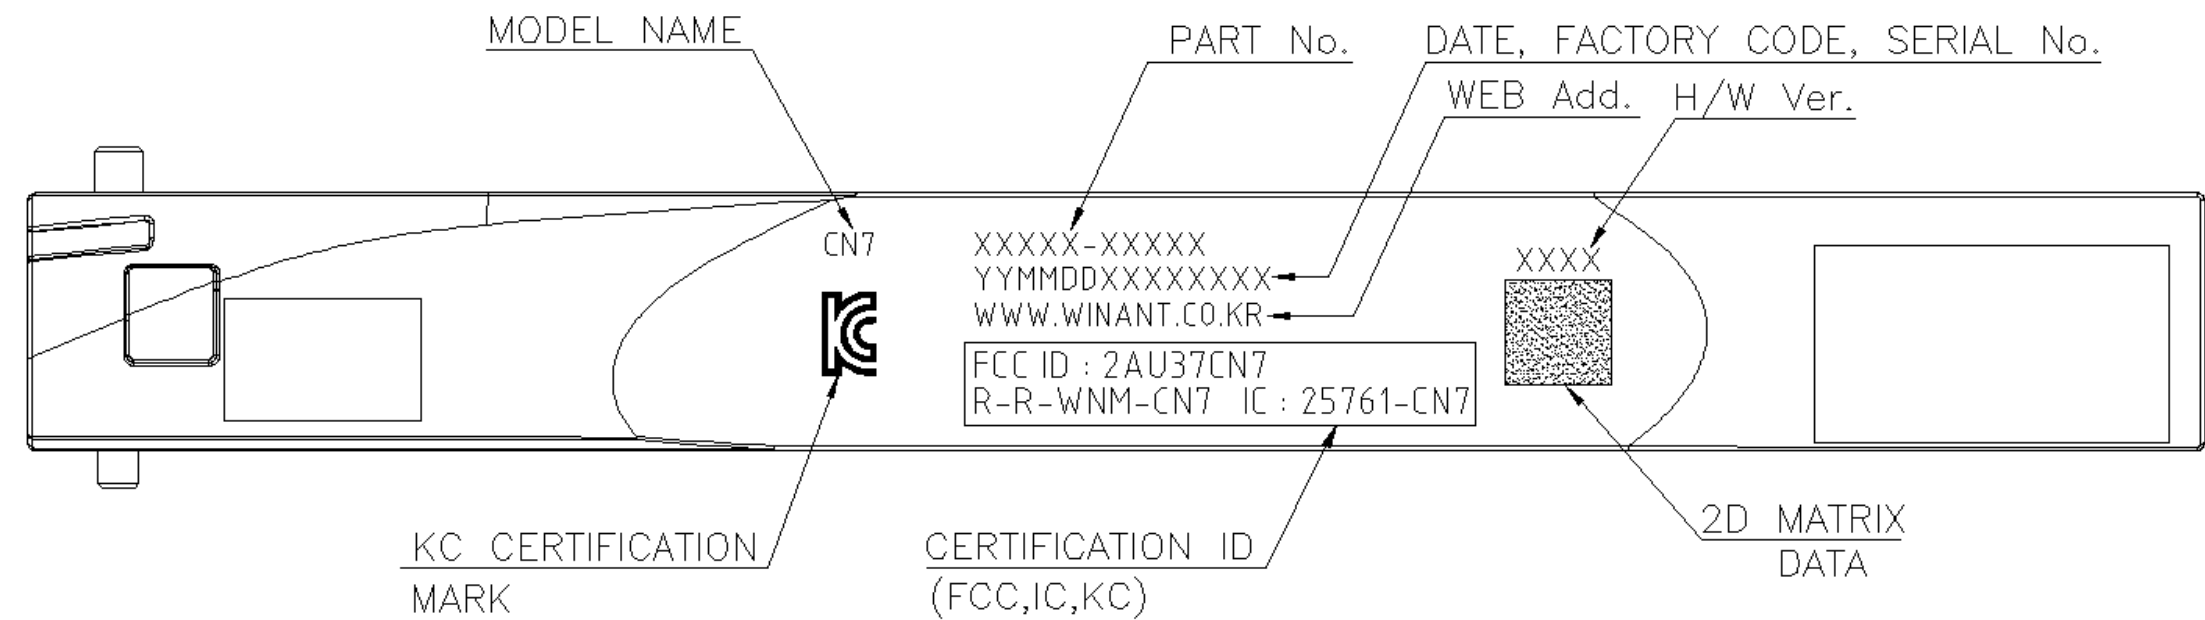 MODEL NAME
PART No.
DATE, FACTORY CODE, SERIAL No.
WEB Add.
H/W Ver.
CN7
XXXXX-XXXXX
YYMMDDXXXXXXXX
WWW.WINANT.CO.KR
XXXX
KC
FCC ID : 2AU37CN7
R-R-WNM-CN7 IC : 25761-CN7
KC CERTIFICATION
MARK
CERTIFICATION ID
(FCC,IC,KC)
2D MATRIX
DATA